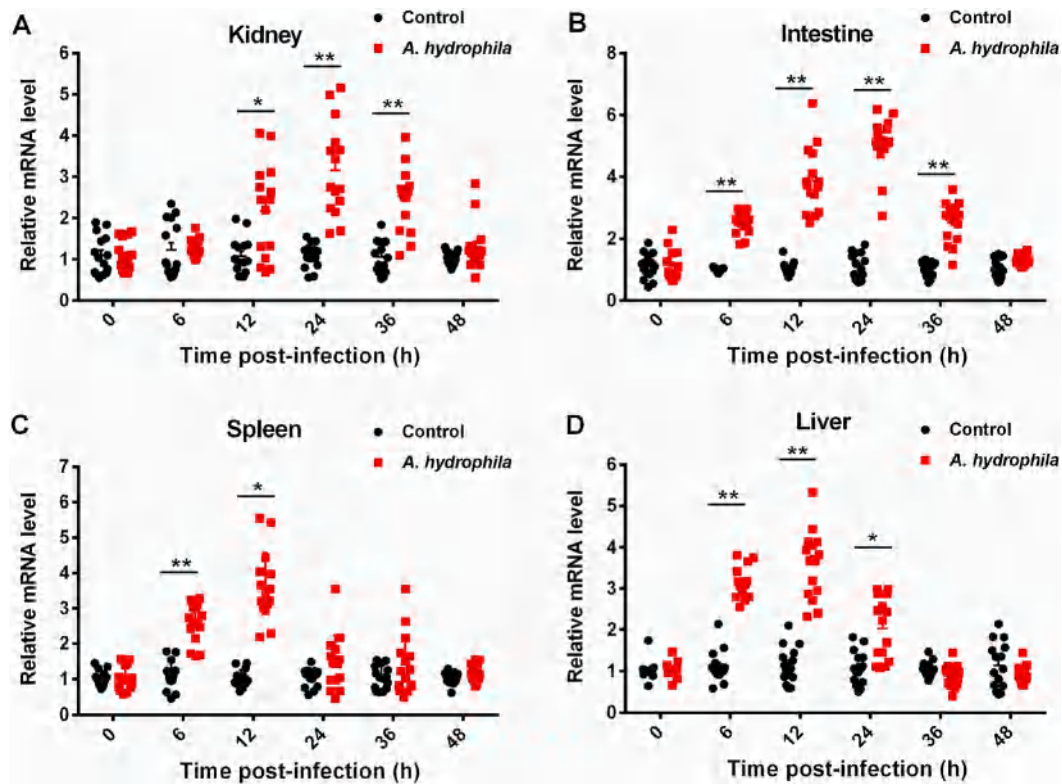 A
Kidney
Control
A. hydrophila
Relative mRNA level
6
5
4
3
2
1
0
*
**
**
0
6
12
24
36
48
Time post-infection (h)
B
Intestine
Control
A. hydrophila
Relative mRNA level
8
6
4
2
0
**
**
**
**
0
6
12
24
36
48
Time post-infection (h)
C
Spleen
Control
A. hydrophila
Relative mRNA level
7
6
5
4
3
2
1
0
**
*
0
6
12
24
36
48
Time post-infection (h)
D
Liver
Control
A. hydrophila
Relative mRNA level
6
5
4
3
2
1
0
**
**
*
0
6
12
24
36
48
Time post-infection (h)